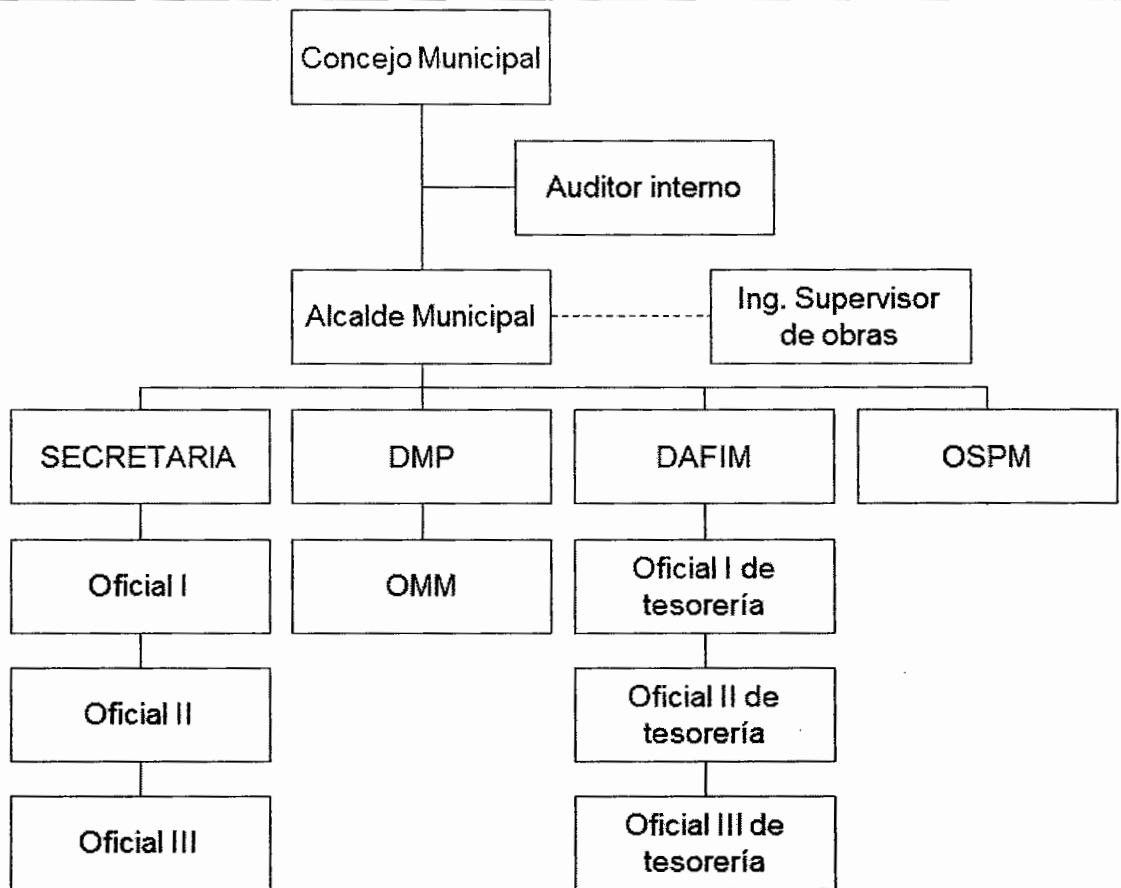 Concejo Municipal
Auditor interno
Alcalde Municipal
Ing. Supervisor
de obras
SECRETARIA
DMP
DAFIM
OSPM
Oficial I
OMM
Oficial I de
tesorería
Oficial II
Oficial II de
tesorería
Oficial III
Oficial III de
tesorería